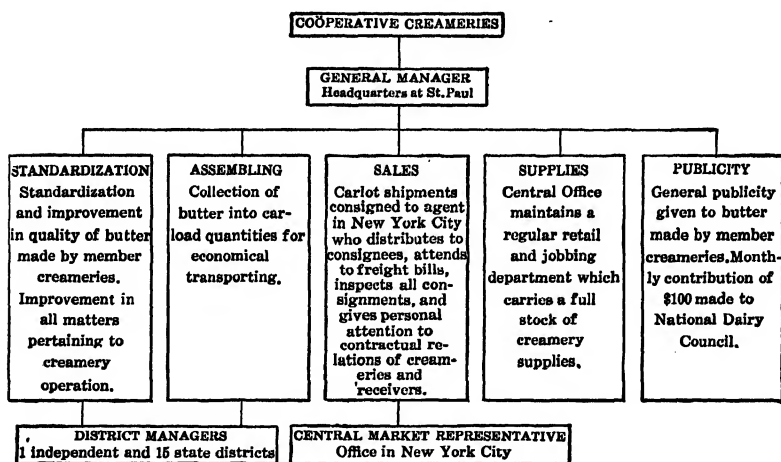 COÖPERATIVE CREAMERIES
GENERAL MANAGER
Headquarters at St.Paul
STANDARDIZATION
Standardization
and improvement
in quality of butter
made by member
creameries.
Improvement in
all matters
pertaining to
creamery
operation.
ASSEMBLING
Collection of
butter into car-
load quantities for
economical
transporting.
SALES
Carlot shipments
consigned to agent
in New York City
who distributes to
consignees, attends
to freight bills,
inspects all con-
signments, and
gives personal
attention to
contractual re-
lations of cream-
eries and
receivers.
SUPPLIES
Central Office
maintains a
regular retail
and jobbing
department which
carries a full
stock of
creamery
supplies.
PUBLICITY
General publicity
given to butter
made by member
creameries.Month-
ly contribution of
$100 made to
National Dairy
Council.
DISTRICT MANAGERS
1 independent and 15 state districts
CENTRAL MARKET REPRESENTATIVE
Office in New York City